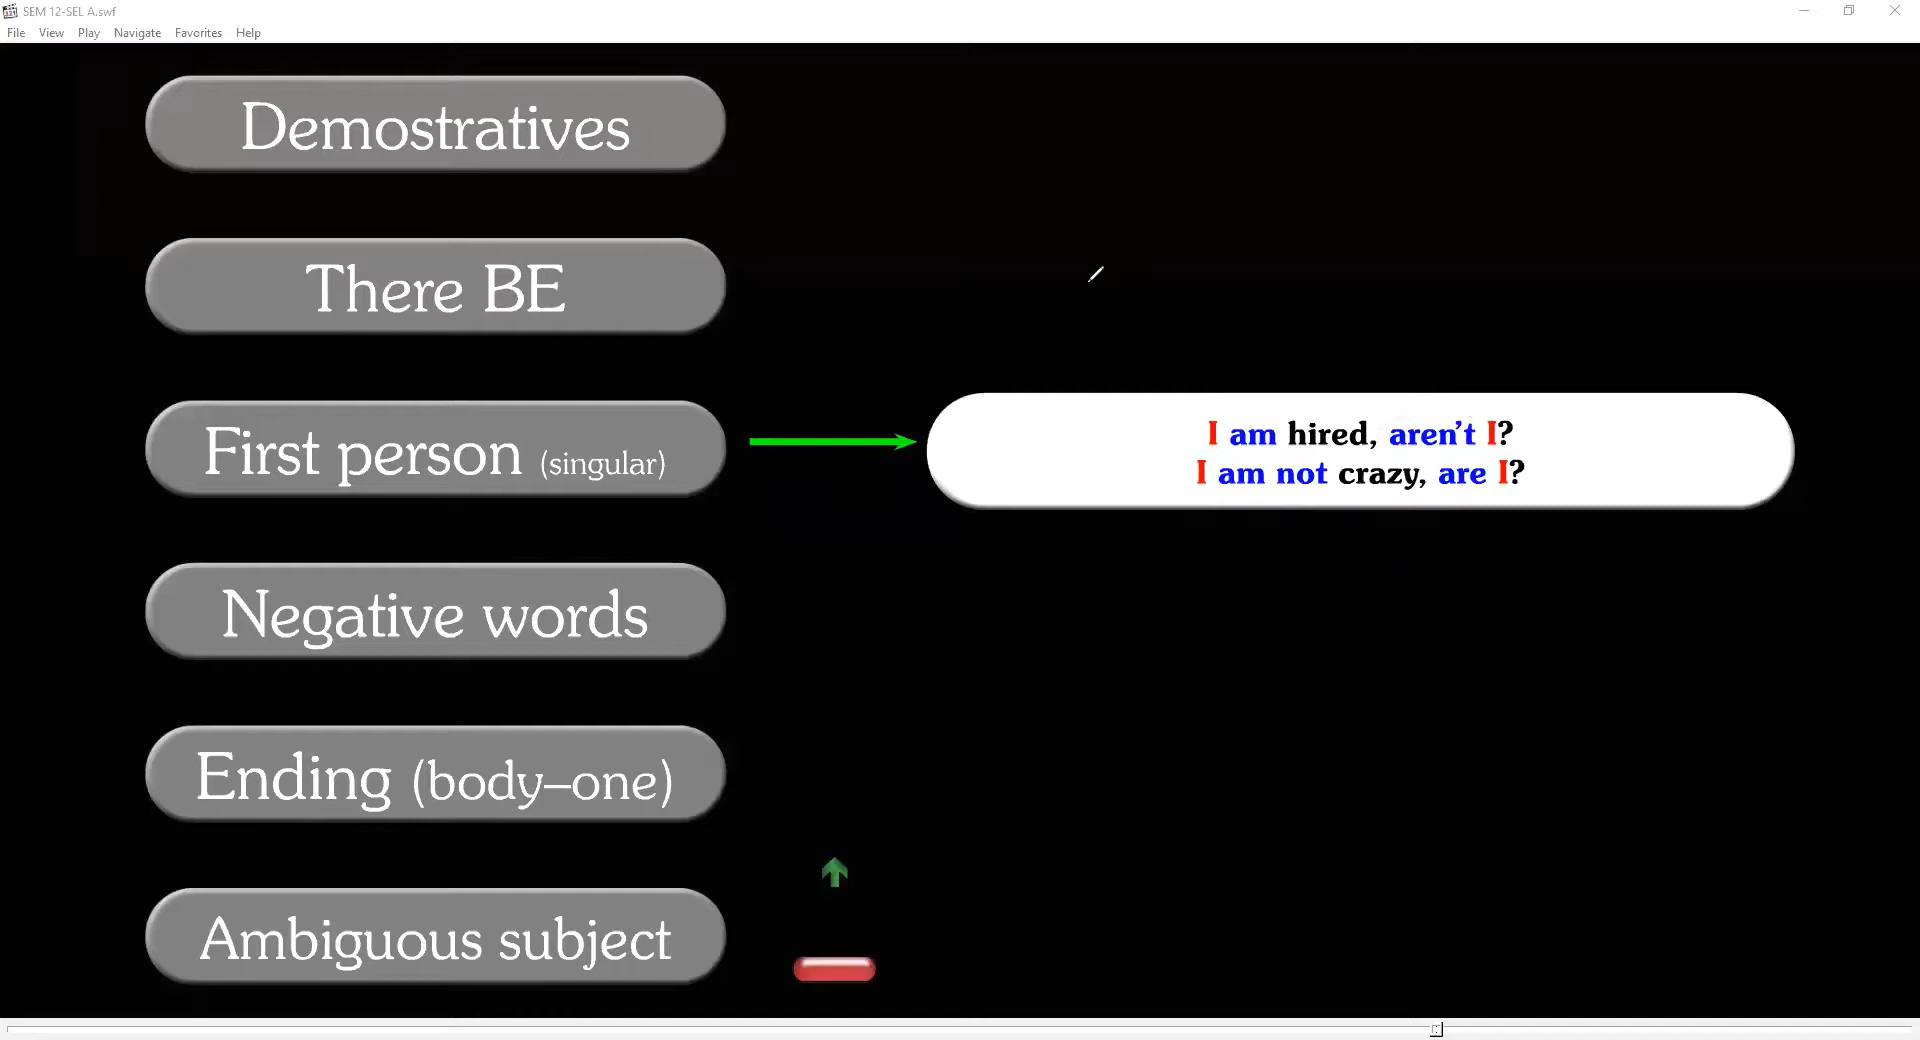 SEM 12-SEL A.swf
File View Play Navigate Favorites Help
Demostratives
There BE
First person (singular)
I am hired, aren't I?
I am not crazy, are I?
Negative words
Ending (body–one)
Ambiguous subject